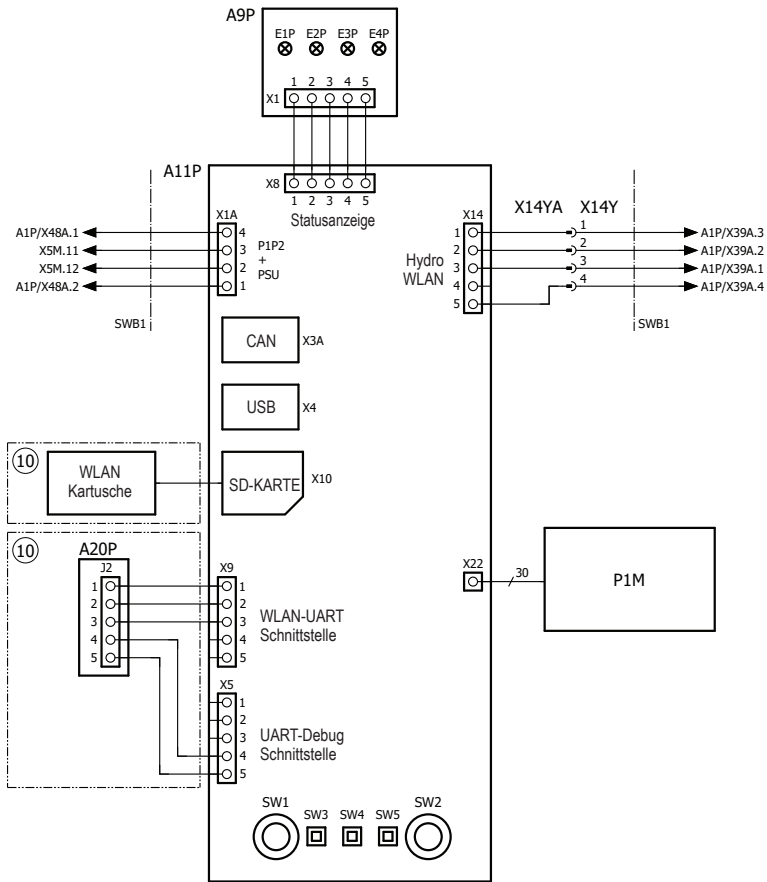 A9P
E1P E2P E3P E4P
1 2 3 4 5
X1
A11P
X8
1 2 3 4 5
Statusanzeige
X1A
A1P/X48A.1 4
X5M.11 3
X5M.12 2
A1P/X48A.2 1
P1P2
+
PSU
SWB1
X14 X14YA X14Y
1 1 A1P/X39A.3
2 2 A1P/X39A.2
3 3 A1P/X39A.1
4 4 A1P/X39A.4
5
Hydro
WLAN
SWB1
CAN X3A
USB X4
10
WLAN
Kartusche
SD-KARTE X10
10
A20P
J2
1
2
3
4
5
X9
1
2
3
4
5
WLAN-UART
Schnittstelle
X22
30
P1M
X5
1
2
3
4
5
UART-Debug
Schnittstelle
SW1 SW3 SW4 SW5 SW2